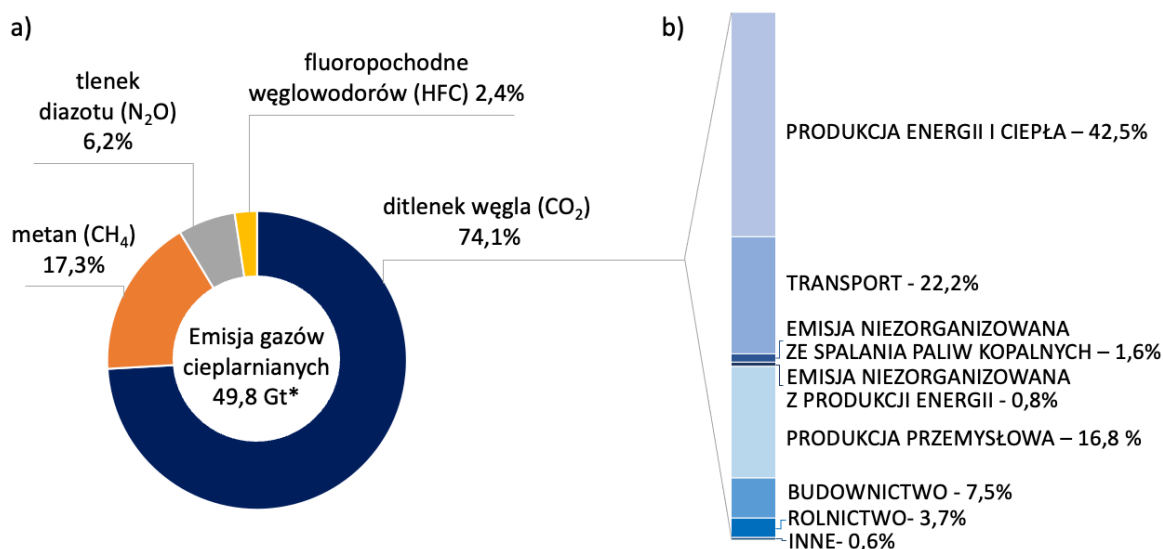 a)
tlenek
diazotu (N₂O)
6,2%
fluoropochodne
węglowodorów (HFC) 2,4%
metan (CH₄)
17,3%
ditlenek węgla (CO₂)
74,1%
Emisja gazów
cieplarnianych
49,8 Gt*
b)
PRODUKCJA ENERGII I CIEPŁA – 42,5%
TRANSPORT - 22,2%
EMISJA NIEZORGANIZOWANA
ZE SPALANIA PALIW KOPALNYCH – 1,6%
EMISJA NIEZORGANIZOWANA
Z PRODUKCJI ENERGII - 0,8%
PRODUKCJA PRZEMYSŁOWA – 16,8 %
BUDOWNICTWO - 7,5%
ROLNICTWO- 3,7%
INNE- 0,6%